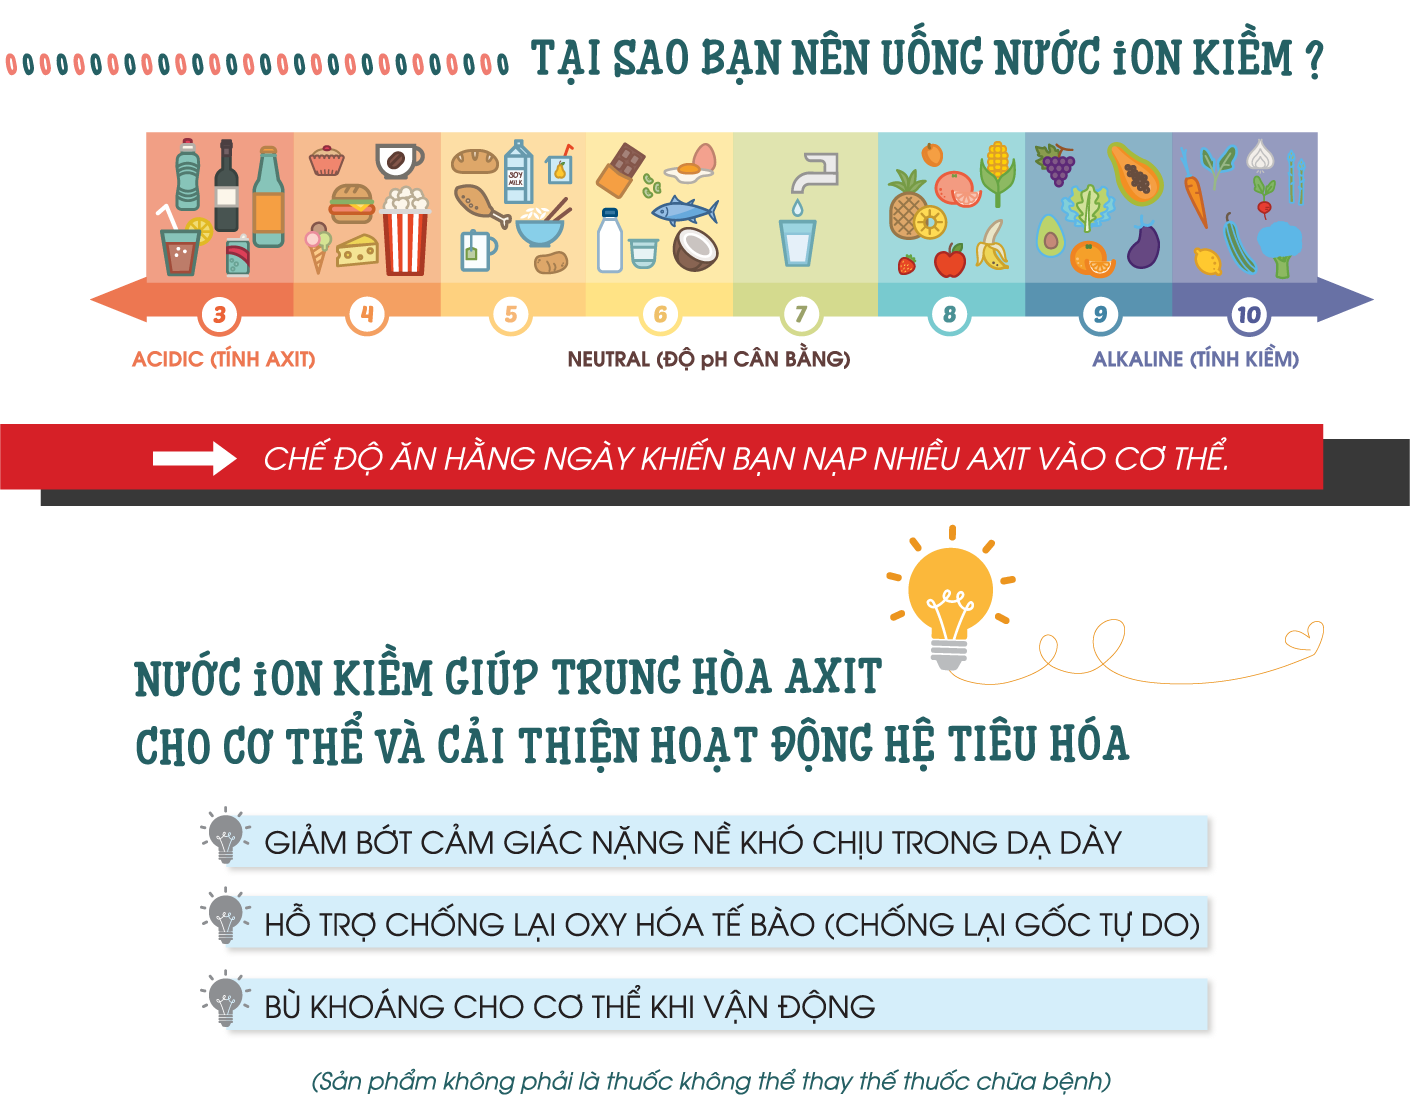 TẠI SAO BẠN NÊN UỐNG NƯỚC iON KIỀM ?
SOY
MILK
3 4 5 6 7 8 9 10
ACIDIC (TÍNH AXIT) NEUTRAL (ĐỘ pH CÂN BẰNG) ALKALINE (TÍNH KIỀM)
CHẾ ĐỘ ĂN HẰNG NGÀY KHIẾN BẠN NẠP NHIỀU AXIT VÀO CƠ THỂ.
NƯỚC iON KIỀM GIÚP TRUNG HÒA AXIT
CHO CƠ THỂ VÀ CẢI THIỆN HOẠT ĐỘNG HỆ TIÊU HÓA
GIẢM BỚT CẢM GIÁC NẶNG NỀ KHÓ CHỊU TRONG DẠ DÀY
HỖ TRỢ CHỐNG LẠI OXY HÓA TẾ BÀO (CHỐNG LẠI GỐC TỰ DO)
BÙ KHOÁNG CHO CƠ THỂ KHI VẬN ĐỘNG
(Sản phẩm không phải là thuốc không thể thay thế thuốc chữa bệnh)